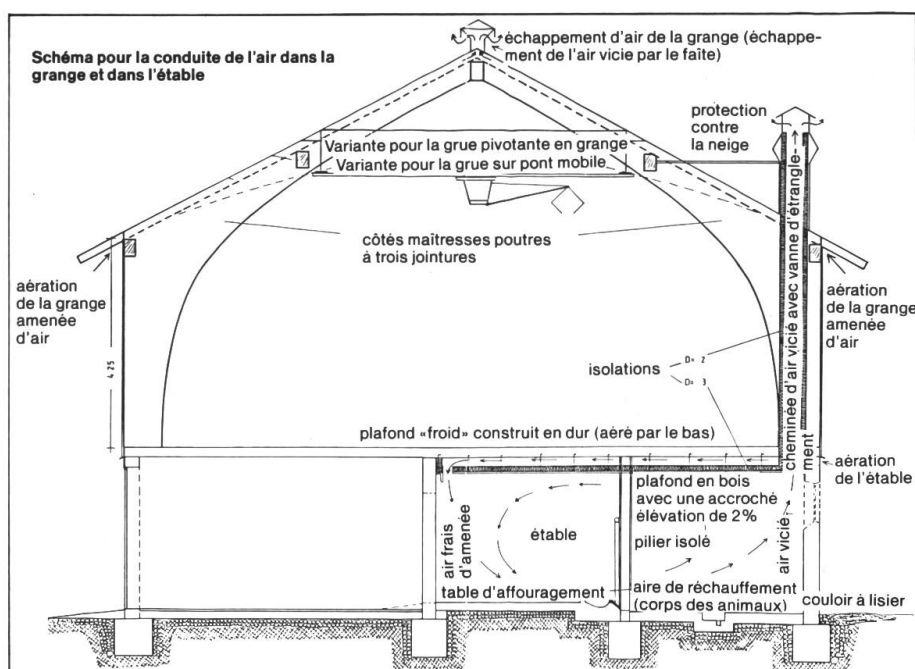 Schéma pour la conduite de l'air dans la
grange et dans l'étable
échappement d'air de la grange (échappe-
ment de l'air vicie par le faîte)
protection
contre
la neige
Variante pour la grue pivotante en grange
Variante pour la grue sur pont mobile
côtés maîtresses poutres
à trois jointures
aération
de la grange
amenée
d'air
aération
de la grange
amenée
d'air
4.25
isolations
D= 2
D= 3
cheminée d'air vicié avec vanne d'étrangle-
ment
plafond «froid» construit en dur (aéré par le bas)
aération
de l'étable
plafond en bois
avec une accroché
élévation de 2%
air frais
d'amenée
étable
pilier isolé
air vicié
table d'affouragement
aire de réchauffement
(corps des animaux)
couloir à lisier